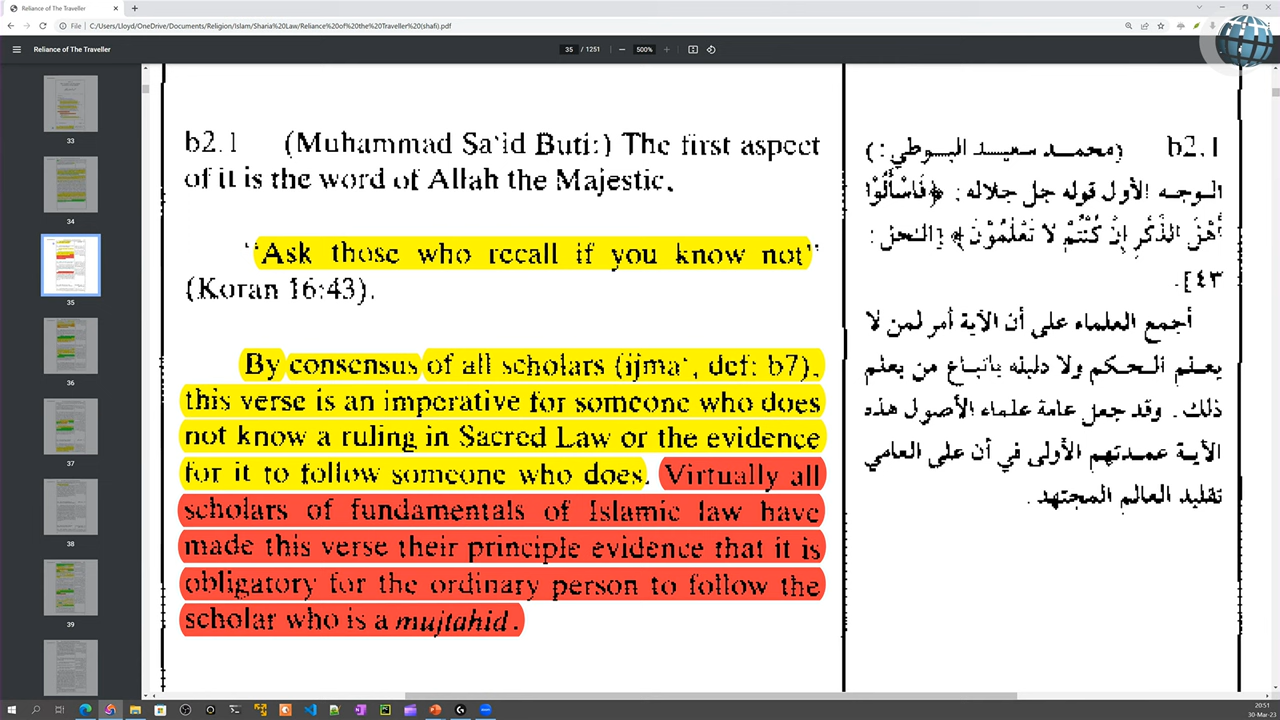 Reliance of The Traveller
File
C:/Users/Lloyd/OneDrive/Documents/Religion/Islam/Sharia%20Law/Reliance%20of%20the%20Traveller%20(shafi).pdf
Reliance of The Traveller
35 / 1251
500%
33
34
35
36
37
38
39
b2.1 (Muhammad Sa'id Buti:) The first aspect
of it is the word of Allah the Majestic.
"Ask those who recall if you know not"
(Koran 16:43).
By consensus of all scholars (ijma', def: b7),
this verse is an imperative for someone who does
not know a ruling in Sacred Law or the evidence
for it to follow someone who does. Virtually all
scholars of fundamentals of Islamic law have
made this verse their principle evidence that it is
obligatory for the ordinary person to follow the
scholar who is a mujtahid.
b2.1 (محمد سعيد البوطي:)
الوجه الأول قوله جل جلاله: ﴿فَاسْأَلُوا
أَهْلَ الذِّكْرِ إِنْ كُنْتُمْ لَا تَعْلَمُونَ﴾ [النحل:
٤٣].
أجمع العلماء على أن الآية أمر لمن لا
يعلم الحكم ولا دليله باتباع من يعلم
ذلك. وقد جعل عامة علماء الأصول هذه
الآية عمدتهم الأولى في أن على العامي
تقليد العالم المجتهد.
20:51
30-Mar-23